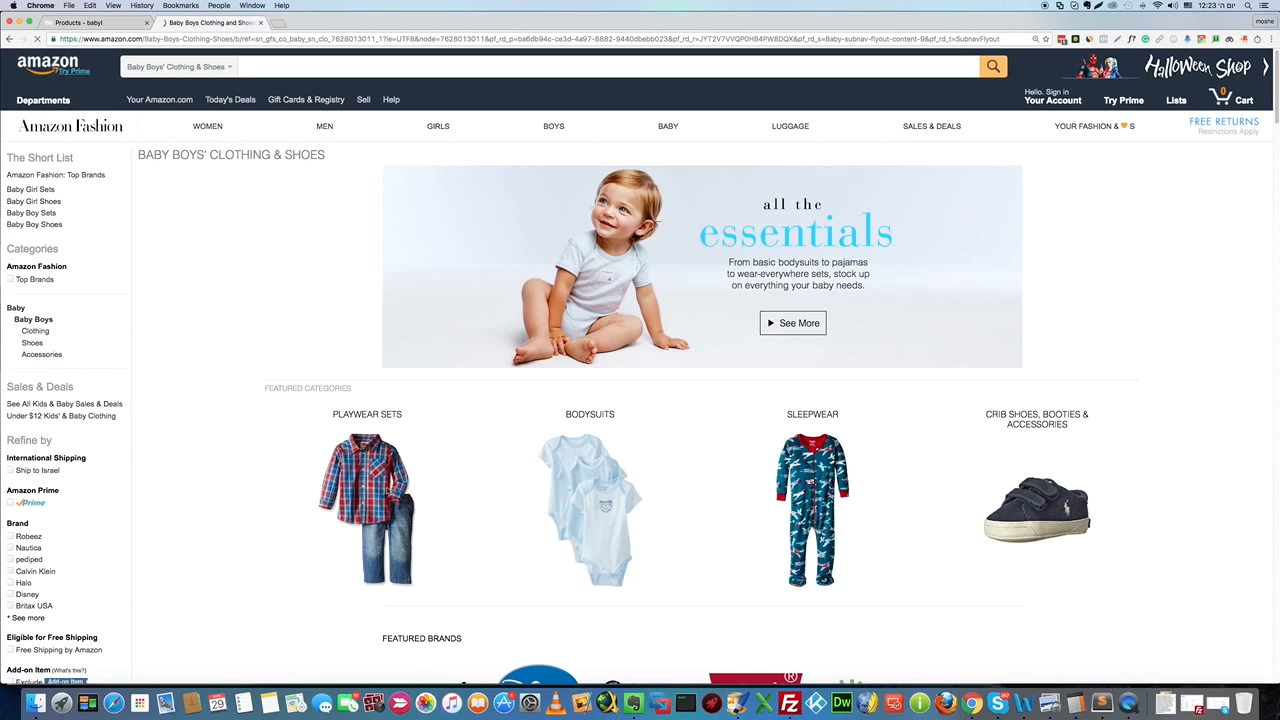 Chrome File Edit View History Bookmarks People Window Help
יום ה׳ 12:23
Products - babyl
Baby Boys Clothing and Shoes
moshe
https://www.amazon.com/Baby-Boys-Clothing-Shoes/b/ref=sn_gfs_co_baby_sn_clo_7628013011_1?ie=UTF8&node=7628013011&pf_rd_p=ba6db94c-ce3d-4a97-8882-9440dbebb023&pf_rd_r=JYT2V7VVQP0HB4PW8DQX&pf_rd_s=Baby-subnav-flyout-content-9&pf_rd_t=SubnavFlyout
amazon
Try Prime
Baby Boys' Clothing & Shoes
Halloween Shop
Departments
Your Amazon.com Today's Deals Gift Cards & Registry Sell Help
Hello. Sign in
Your Account
Try Prime
Lists
0
Cart
Amazon Fashion
WOMEN MEN GIRLS BOYS BABY LUGGAGE SALES & DEALS YOUR FASHION & S
FREE RETURNS
Restrictions Apply
The Short List
Amazon Fashion: Top Brands
Baby Girl Sets
Baby Girl Shoes
Baby Boy Sets
Baby Boy Shoes
Categories
Amazon Fashion
Top Brands
Baby
Baby Boys
Clothing
Shoes
Accessories
Sales & Deals
See All Kids & Baby Sales & Deals
Under $12 Kids' & Baby Clothing
Refine by
International Shipping
Ship to Israel
Amazon Prime
Prime
Brand
Robeez
Nautica
pediped
Calvin Klein
Halo
Disney
Britax USA
+ See more
Eligible for Free Shipping
Free Shipping by Amazon
Add-on Item (What's this?)
Exclude Add-on Item
BABY BOYS' CLOTHING & SHOES
all the
essentials
From basic bodysuits to pajamas
to wear-everywhere sets, stock up
on everything your baby needs.
See More
FEATURED CATEGORIES
PLAYWEAR SETS
BODYSUITS
SLEEPWEAR
CRIB SHOES, BOOTIES &
ACCESSORIES
FEATURED BRANDS